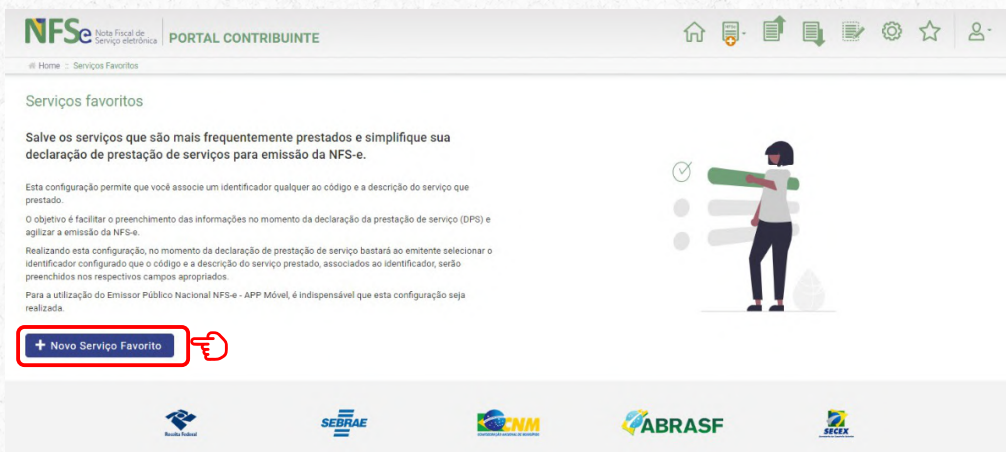 NFSe Nota Fiscal de Serviço eletrônica PORTAL CONTRIBUINTE
Home :: Serviços Favoritos
Serviços favoritos
Salve os serviços que são mais frequentemente prestados e simplifique sua
declaração de prestação de serviços para emissão da NFS-e.
Esta configuração permite que você associe um identificador qualquer ao código e a descrição do serviço que
prestado.
O objetivo é facilitar o preenchimento das informações no momento da declaração da prestação de serviço (DPS) e
agilizar a emissão da NFS-e.
Realizando esta configuração, no momento da declaração de prestação de serviço bastará ao emitente selecionar o
identificador configurado que o código e a descrição do serviço prestado, associados ao identificador, serão
preenchidos nos respectivos campos apropriados.
Para a utilização do Emissor Público Nacional NFS-e - APP Móvel, é indispensável que esta configuração seja
realizada.
+ Novo Serviço Favorito
Receita Federal
SEBRAE
CNM
CONFEDERAÇÃO NACIONAL DE MUNICÍPIOS
ABRASF
SECEX